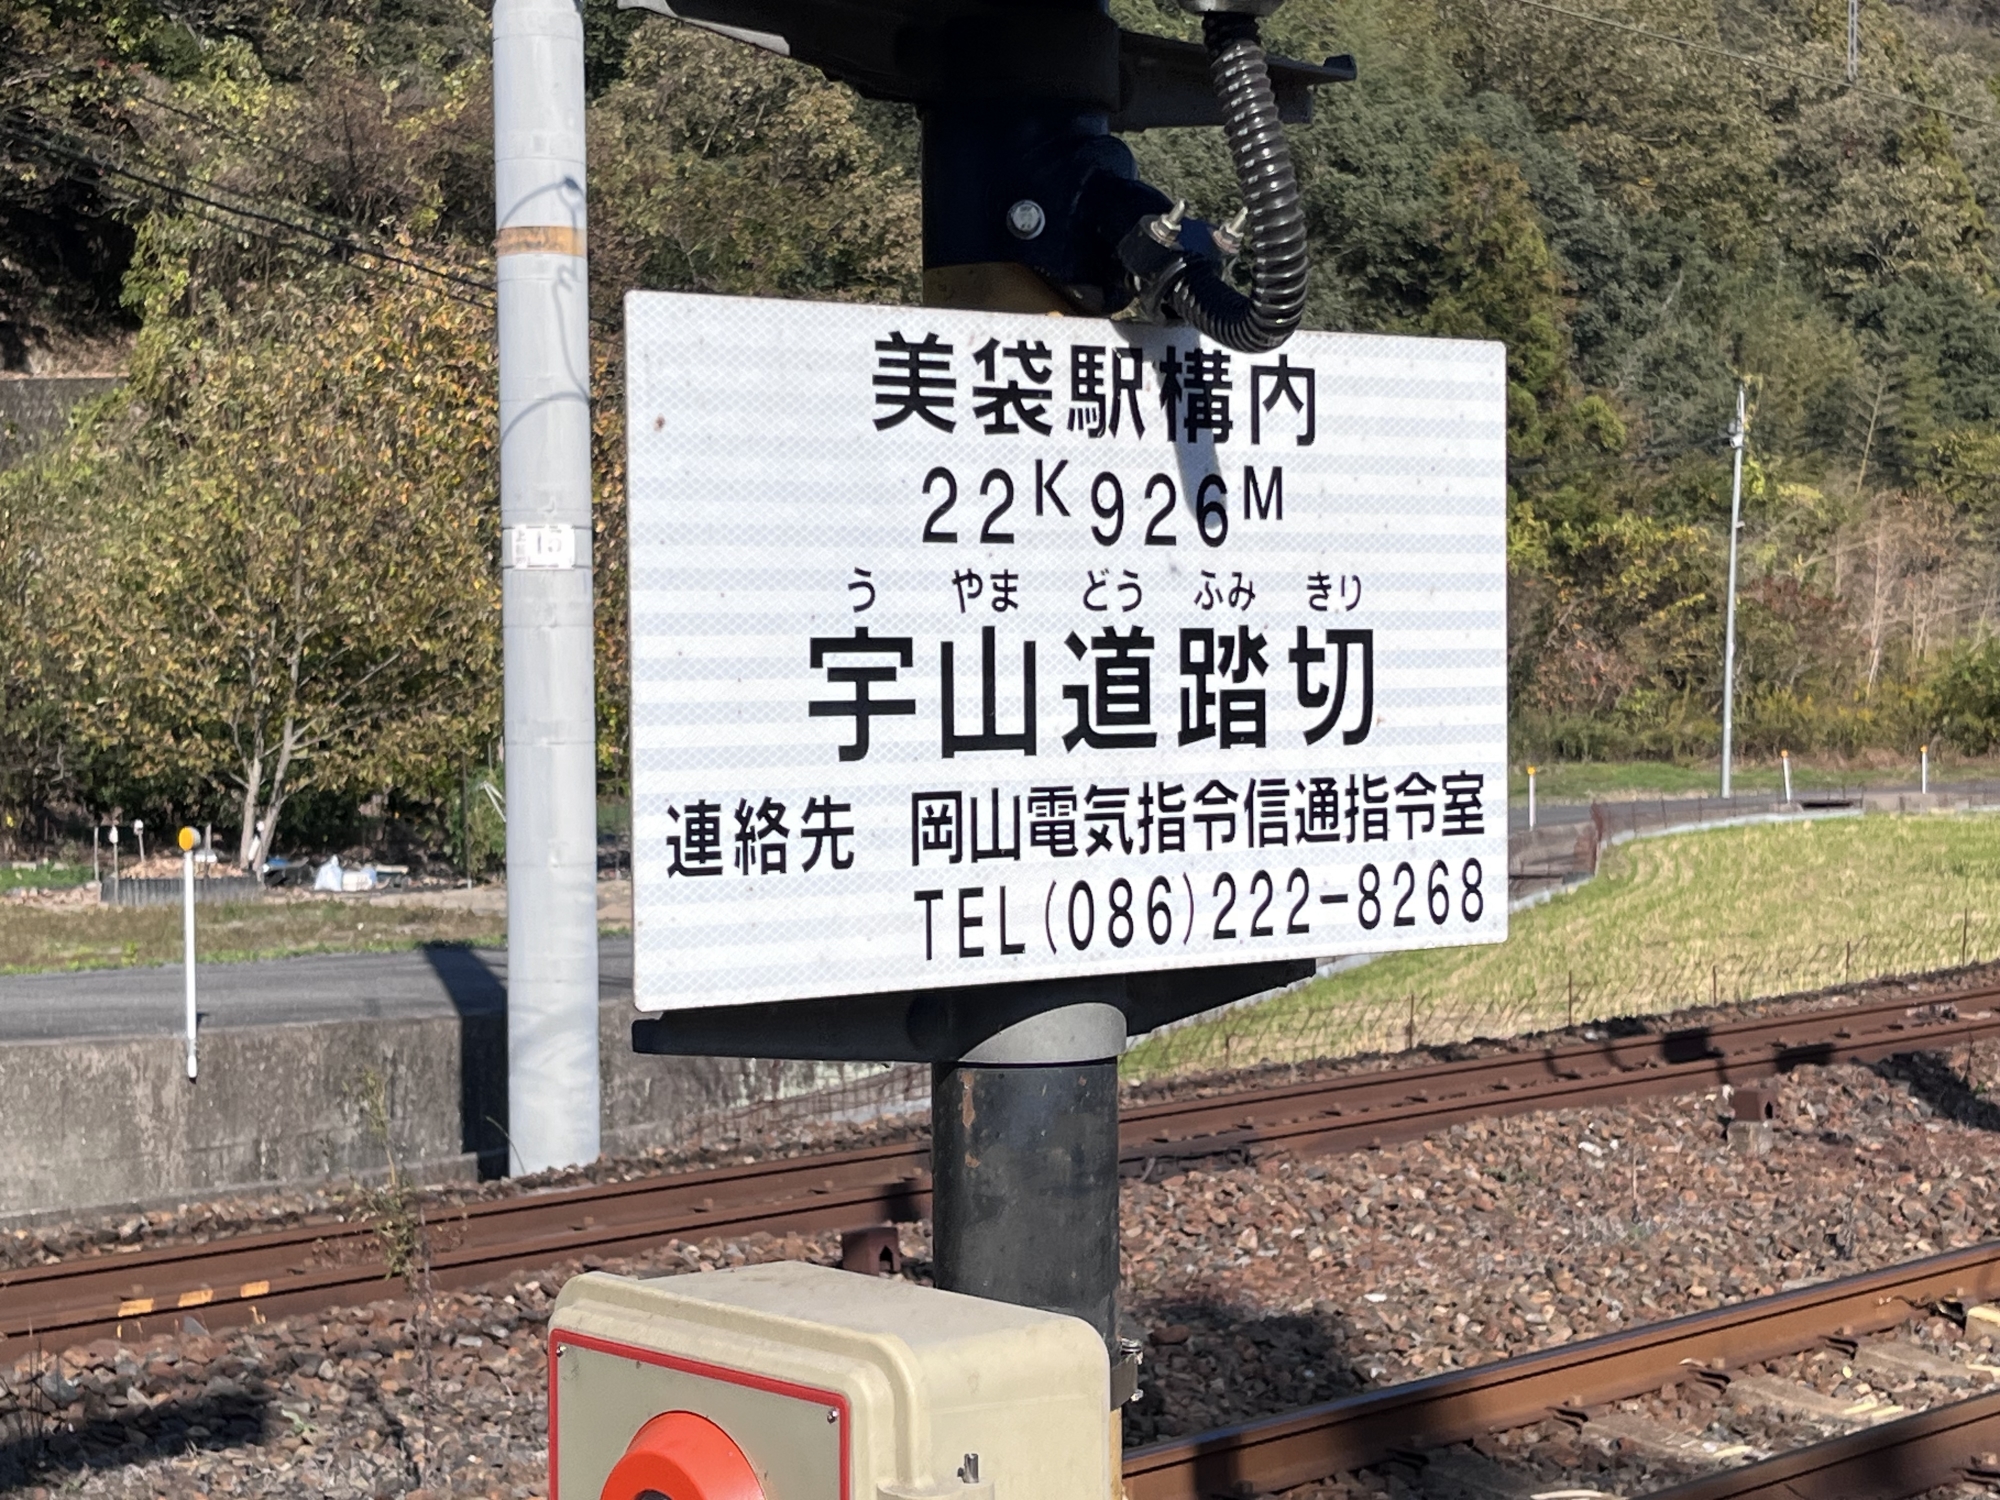 美袋駅構内
22K926M
う やま どう ふみ きり
宇山道踏切
連絡先 岡山電気指令信通指令室
TEL(086)222-8268
15